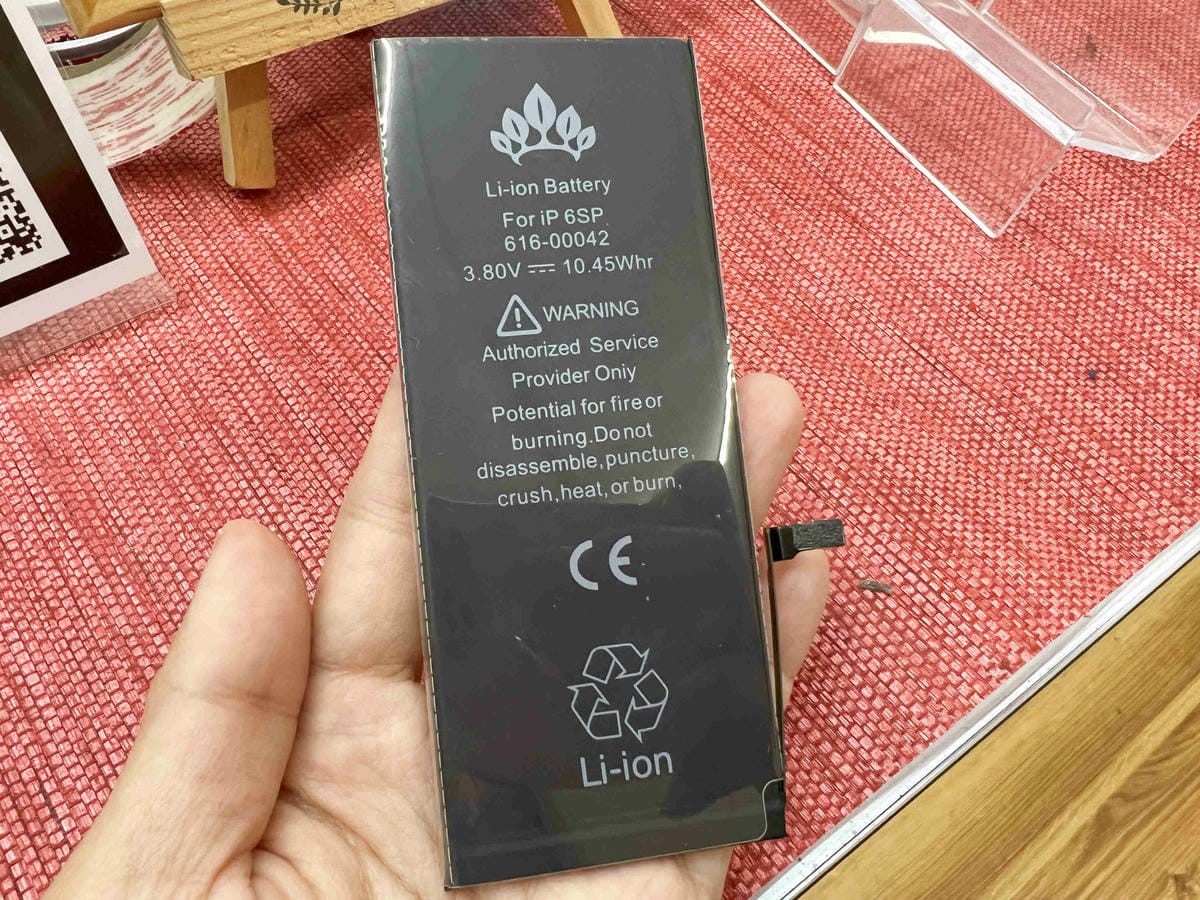 Li-ion Battery
For iP 6SP
616-00042
3.80V ⎓ 10.45Whr
WARNING
Authorized Service
Provider Oniy
Potential for fire or
burning.Do not
disassemble,puncture,
crush,heat,or burn,
CE
Li-ion